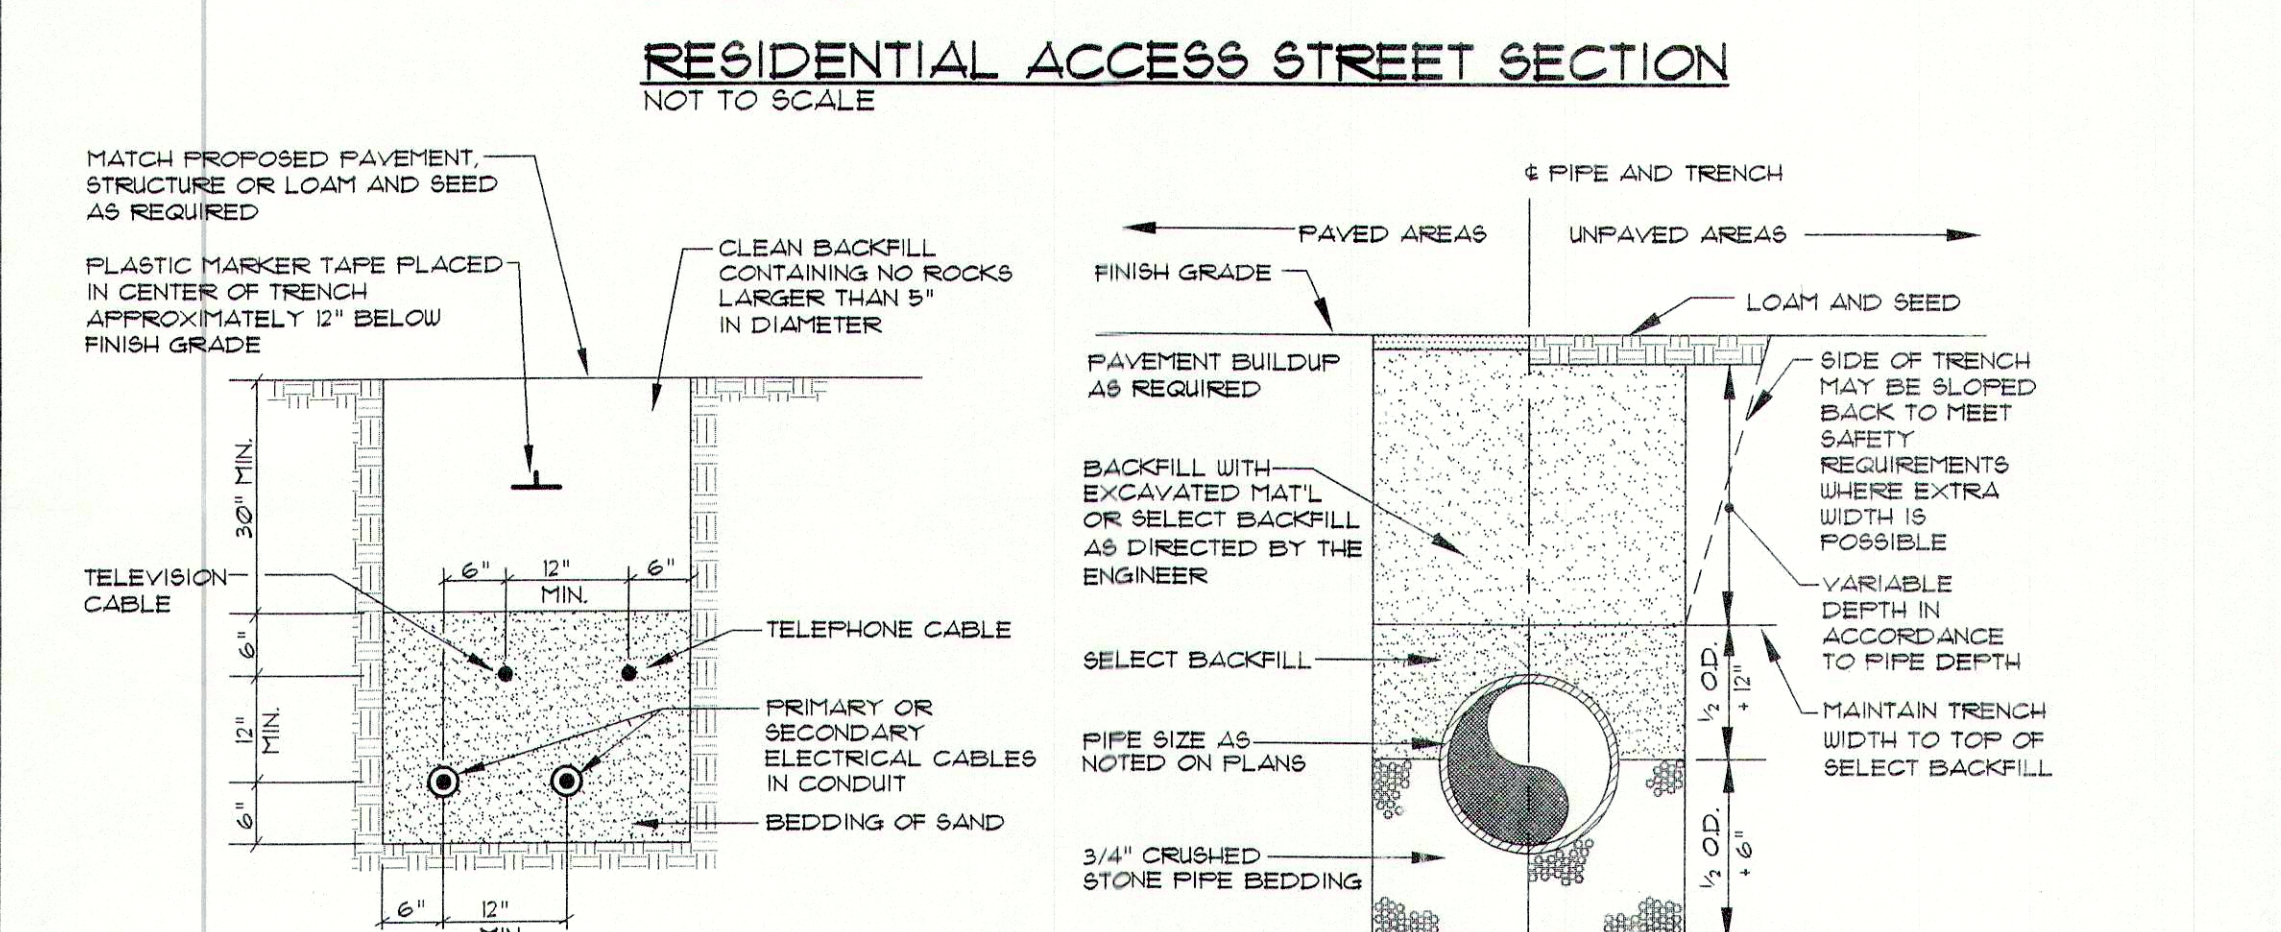 RESIDENTIAL ACCESS STREET SECTION
NOT TO SCALE
MATCH PROPOSED PAVEMENT,
STRUCTURE OR LOAM AND SEED
AS REQUIRED
PLASTIC MARKER TAPE PLACED
IN CENTER OF TRENCH
APPROXIMATELY 12" BELOW
FINISH GRADE
CLEAN BACKFILL
CONTAINING NO ROCKS
LARGER THAN 5"
IN DIAMETER
30" MIN.
6" 12" 6"
MIN.
TELEVISION
CABLE
6"
TELEPHONE CABLE
12"
MIN.
PRIMARY OR
SECONDARY
ELECTRICAL CABLES
IN CONDUIT
6"
BEDDING OF SAND
6" 12"
MIN
℄ PIPE AND TRENCH
PAVED AREAS UNPAVED AREAS
FINISH GRADE
LOAM AND SEED
PAVEMENT BUILDUP
AS REQUIRED
SIDE OF TRENCH
MAY BE SLOPED
BACK TO MEET
SAFETY
REQUIREMENTS
WHERE EXTRA
WIDTH IS
POSSIBLE
BACKFILL WITH
EXCAVATED MAT'L
OR SELECT BACKFILL
AS DIRECTED BY THE
ENGINEER
VARIABLE
DEPTH IN
ACCORDANCE
TO PIPE DEPTH
SELECT BACKFILL
½ O.D.
+ 12"
MAINTAIN TRENCH
WIDTH TO TOP OF
SELECT BACKFILL
PIPE SIZE AS
NOTED ON PLANS
3/4" CRUSHED
STONE PIPE BEDDING
½ O.D.
+ 6"